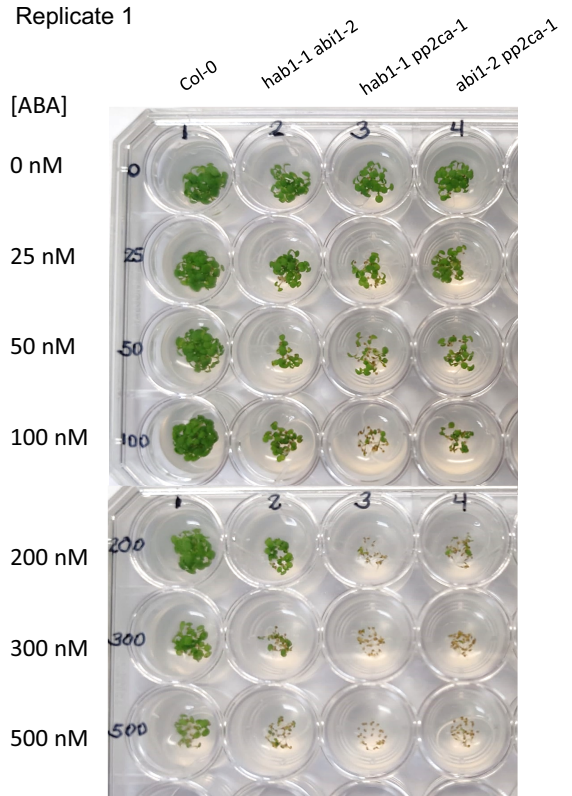 Replicate 1
Col-0
hab1-1 abi1-2
hab1-1 pp2ca-1
abi1-2 pp2ca-1
[ABA]
1 2 3 4
0 nM 0
25 nM 25
50 nM 50
100 nM 100
1 2 3 4
200 nM 200
300 nM 300
500 nM 500